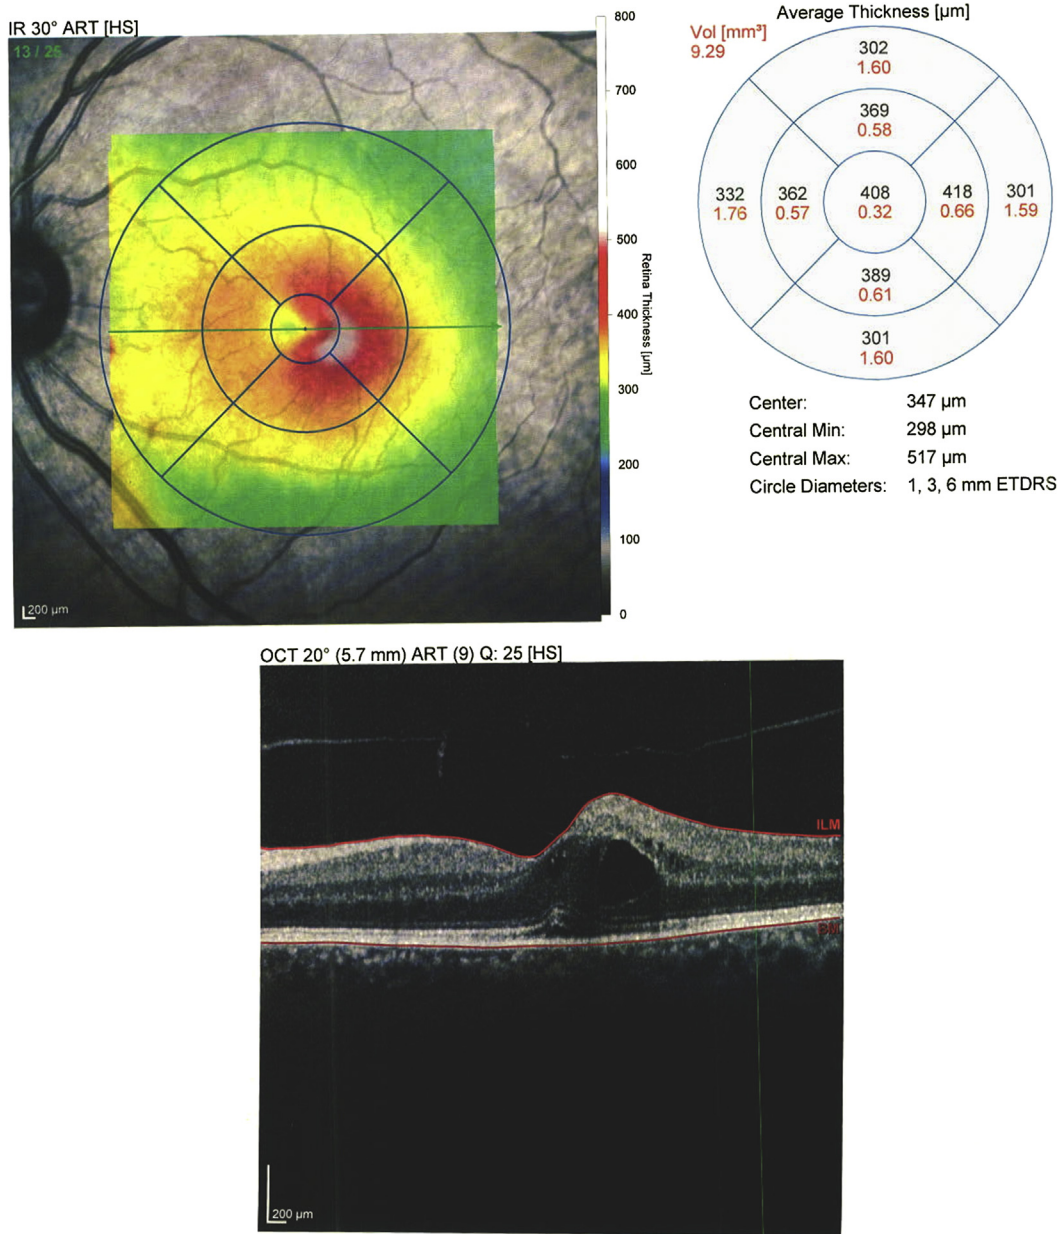 IR 30° ART [HS]
13 / 25
800
700
600
500
400
300
200
100
0
Retina Thickness [µm]
200 µm
Average Thickness [µm]
Vol [mm³]
9.29
302
1.60
369
0.58
332
1.76
362
0.57
408
0.32
418
0.66
301
1.59
389
0.61
301
1.60
Center: 347 µm
Central Min: 298 µm
Central Max: 517 µm
Circle Diameters: 1, 3, 6 mm ETDRS
OCT 20° (5.7 mm) ART (9) Q: 25 [HS]
ILM
BM
200 µm